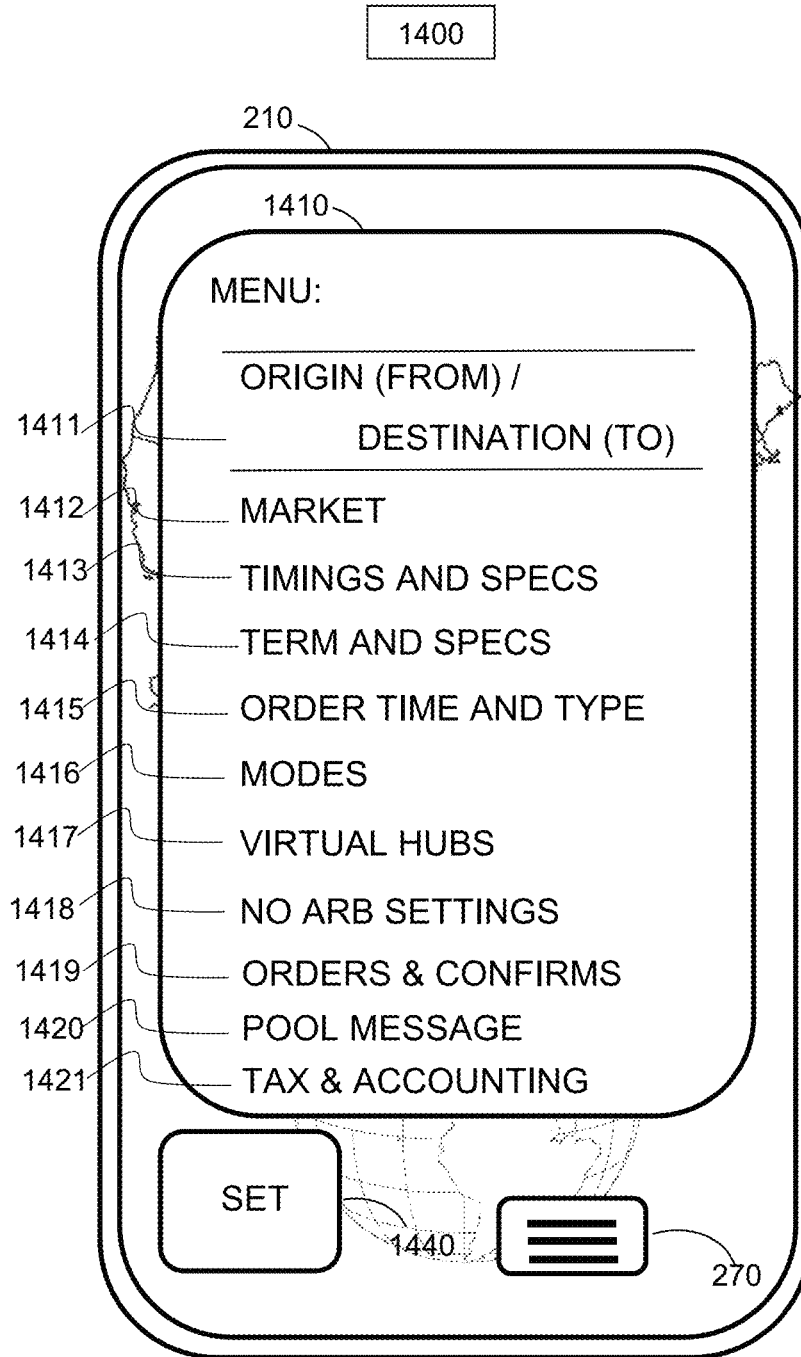 1400
210
1410
MENU:
ORIGIN (FROM) /
1411 DESTINATION (TO)
1412 MARKET
1413 TIMINGS AND SPECS
1414 TERM AND SPECS
1415 ORDER TIME AND TYPE
1416 MODES
1417 VIRTUAL HUBS
1418 NO ARB SETTINGS
1419 ORDERS & CONFIRMS
1420 POOL MESSAGE
1421 TAX & ACCOUNTING
SET
1440
270